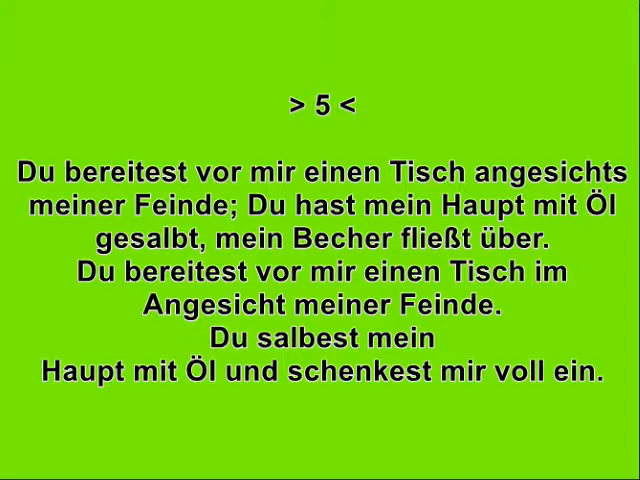 > 5 <
Du bereitest vor mir einen Tisch angesichts
meiner Feinde; Du hast mein Haupt mit Öl
gesalbt, mein Becher fließt über.
Du bereitest vor mir einen Tisch im
Angesicht meiner Feinde.
Du salbest mein
Haupt mit Öl und schenkest mir voll ein.